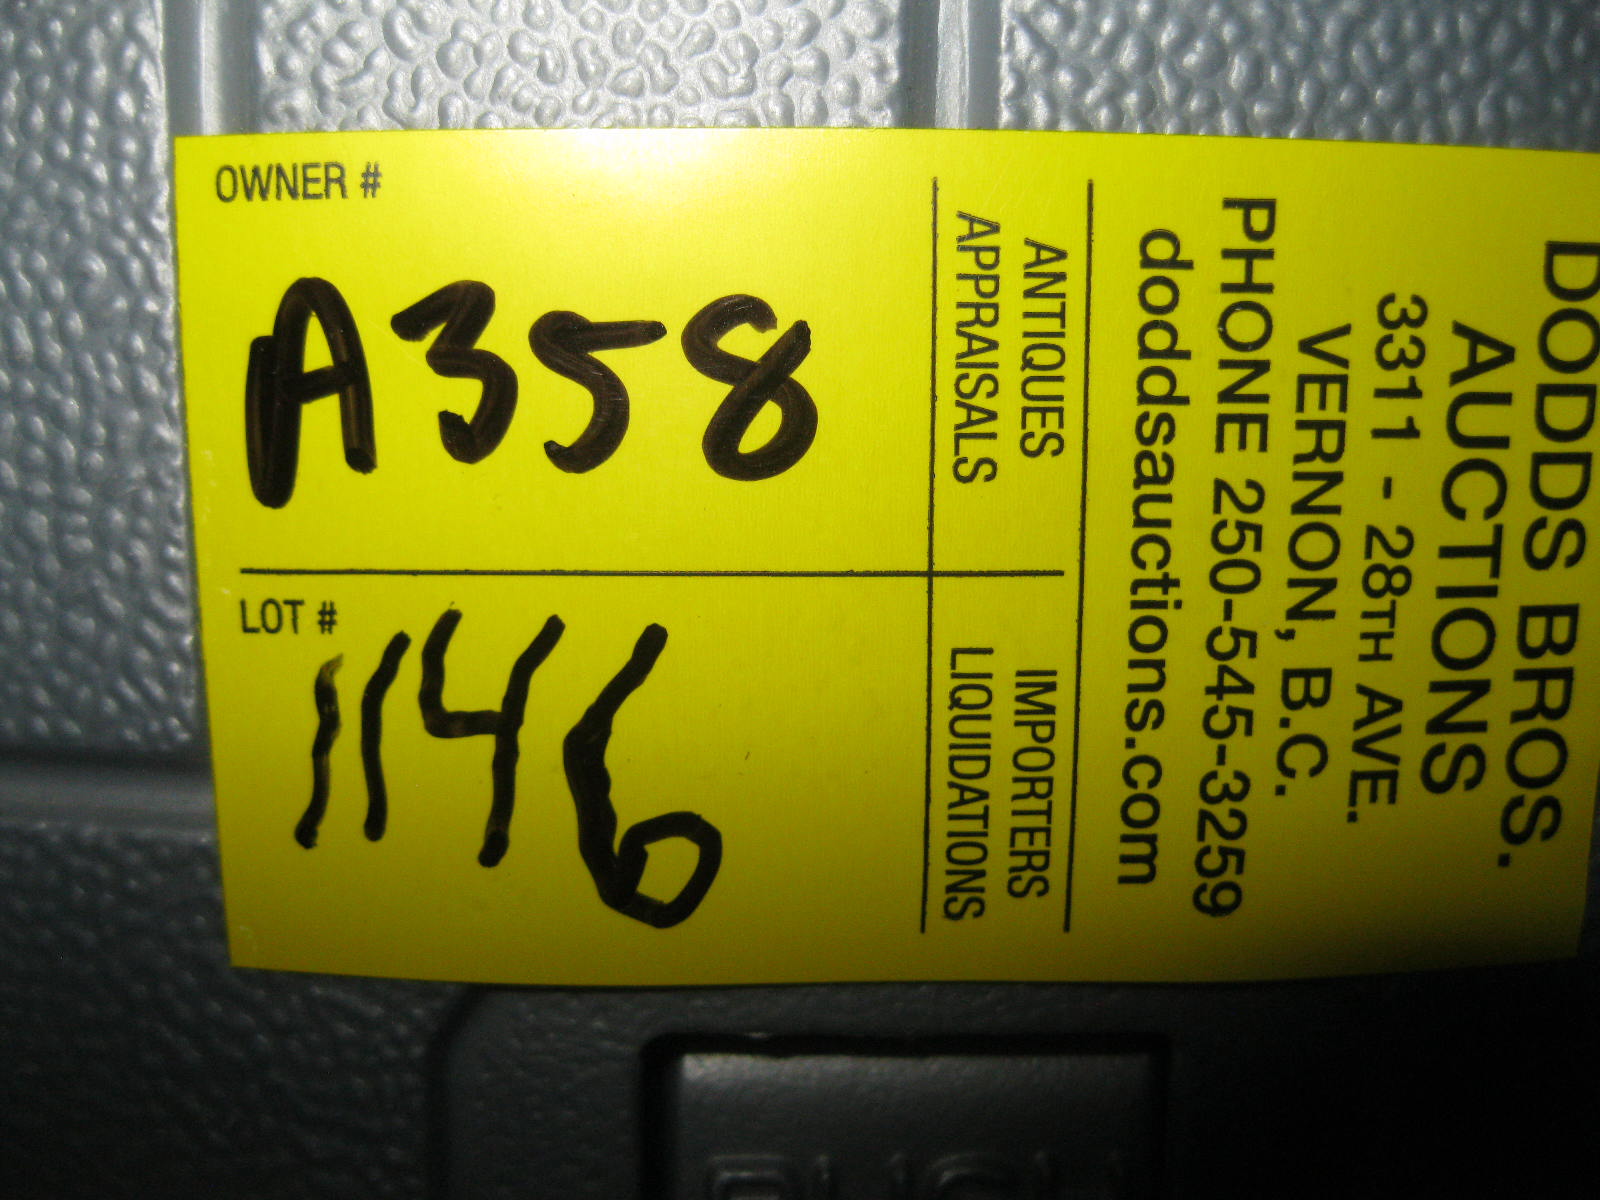 OWNER #
A358
LOT #
1146
DODDS BROS.
AUCTIONS
3311 - 28TH AVE.
VERNON, B.C.
PHONE 250-545-3259
doddsauctions.com
ANTIQUES
APPRAISALS
IMPORTERS
LIQUIDATIONS